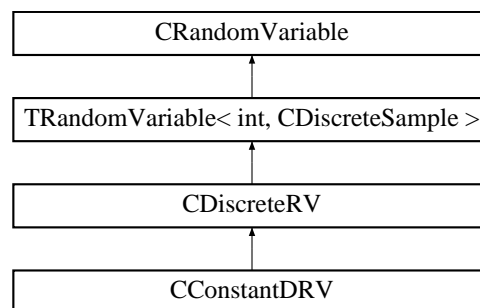 CRandomVariable
TRandomVariable< int, CDiscreteSample >
CDiscreteRV
CConstantDRV